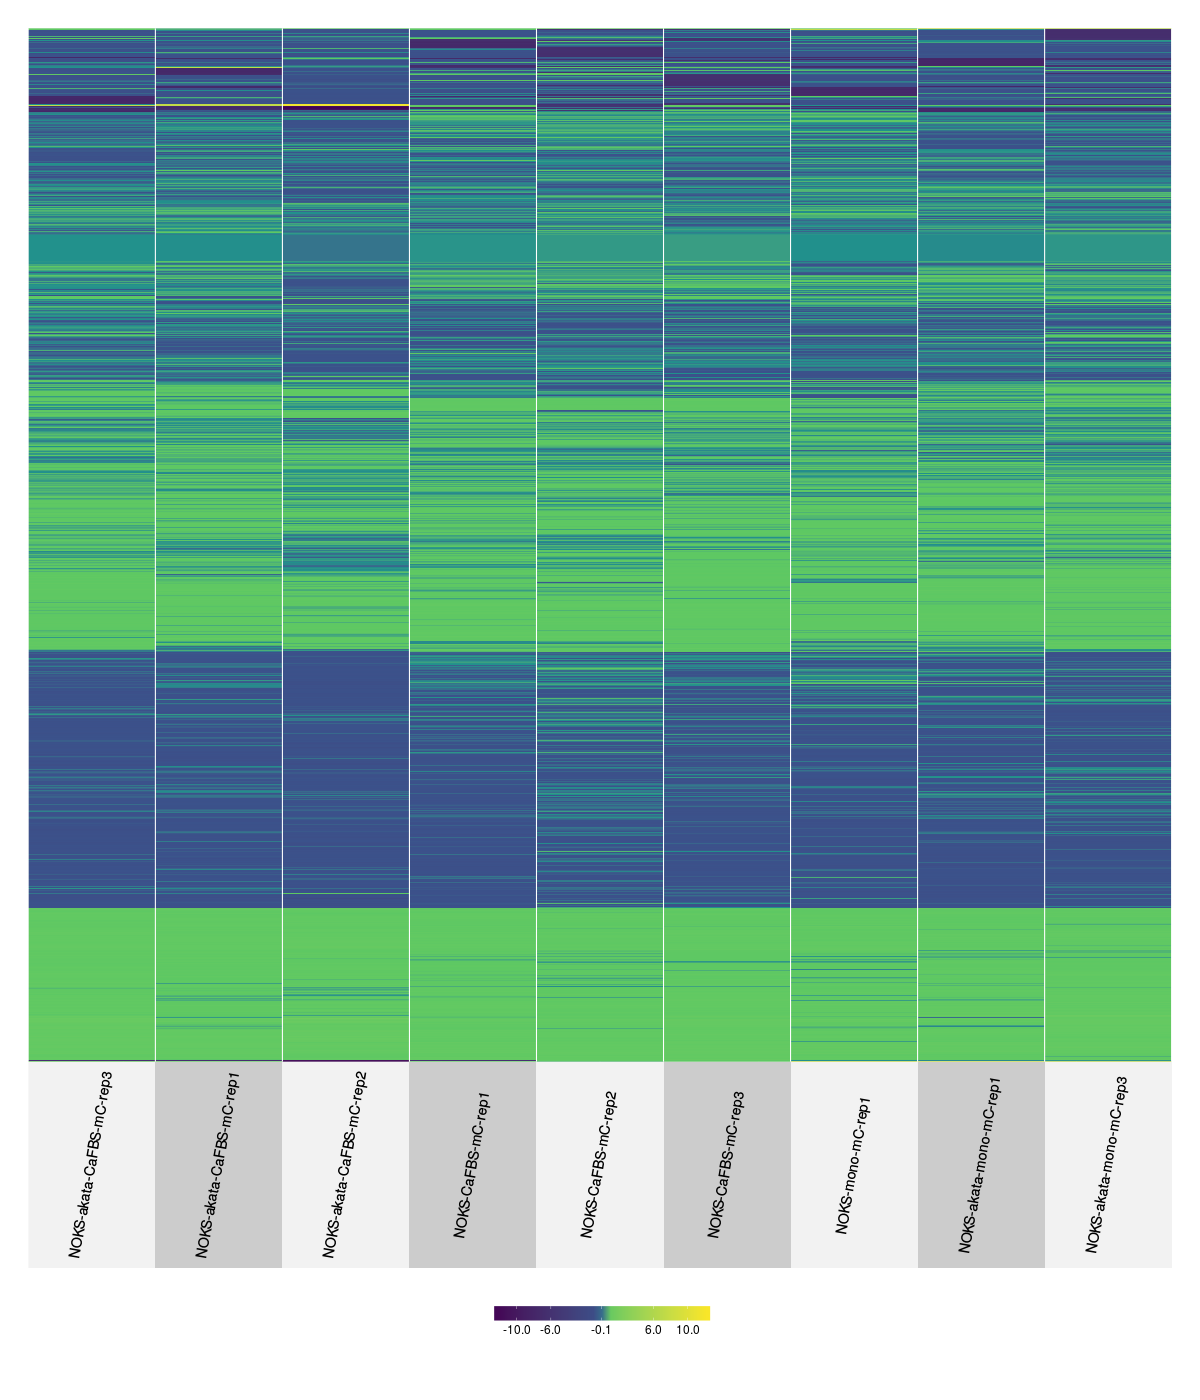 NOKS-akata-CaFBS-mC-rep3
NOKS-akata-CaFBS-mC-rep1
NOKS-akata-CaFBS-mC-rep2
NOKS-CaFBS-mC-rep1
NOKS-CaFBS-mC-rep2
NOKS-CaFBS-mC-rep3
NOKS-mono-mC-rep1
NOKS-akata-mono-mC-rep1
NOKS-akata-mono-mC-rep3
-10.0 -6.0 -0.1 6.0 10.0